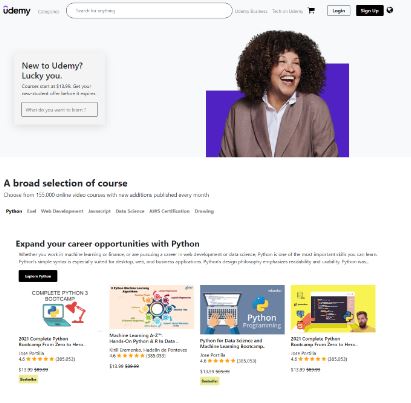 ûdemy
Categories
Search for anything
Udemy Business
Teach on Udemy
Login
Sign Up
New to Udemy?
Lucky you.
Courses start at $13.99. Get your
new-student offer before it expires.
What do you want to learn ?
A broad selection of course
Choose from 155,000 online video courses with new additions published every month
Python Exel Web Development Javascript Data Science AWS Certification Drawing
Expand your career opportunities with Python
Whether you work in machine learning or finance, or are pursuing a career in web development or data science, Python is one of the most important skills you can learn.
Python's simple syntax is especially suited for desktop, web, and business applications. Python's design philosophy emphasizes readability and usability. Python was..
Explore Python
COMPLETE PYTHON 3
BOOTCAMP
2021 Complete Python
Bootcamp From Zero to Hero..
Jose Portilla
4.6 (385,053)
$13.99 $89.99
Bestseller
Machine Learning A-Z™:
Hands-On Python & R to Data...
Kirill Eremenko, Hadelin de Ponteves
4.6 (385,053)
$13.99 $89.99
Python
Programming
Python for Data Science and
Machine Learning Bootcamp..
Jose Portilla
4.6 (385,053)
$13.99 $89.99
Bestseller
2021 Complete Python
Bootcamp From Zero to Hero..
Jose Portilla
4.6 (385,053)
$13.99 $89.99